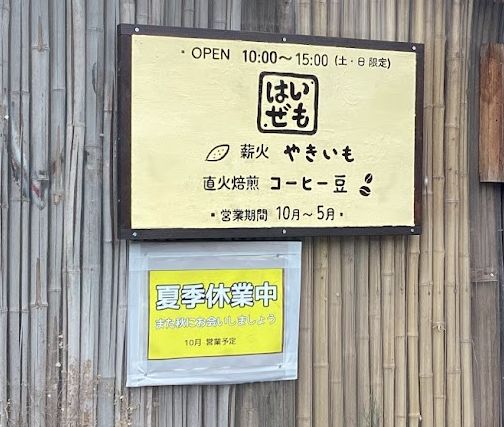 ・OPEN 10:00〜15:00 (土・日限定)
いも
はぜ
薪火 やきいも
直火焙煎 コーヒー豆
・営業期間 10月〜5月・
夏季休業中
また秋にお会いしましょう
10月 営業予定